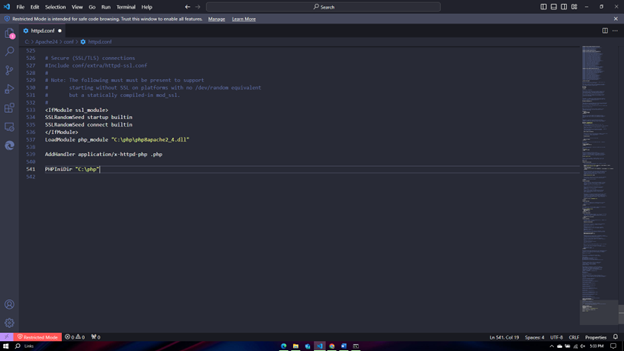 File Edit Selection View Go Run Terminal Help
Search
Restricted Mode is intended for safe code browsing. Trust this window to enable all features. Manage Learn More
httpd.conf
Apache24 > conf > httpd.conf
525
526 # Secure (SSL/TLS) connections
527 #Include conf/extra/httpd-ssl.conf
528 #
529 # Note: The following must must be present to support
530 # starting without SSL on platforms with no /dev/random equivalent
531 # but a statically compiled-in mod_ssl.
532 #
533 <IfModule ssl_module>
534 SSLRandomSeed startup builtin
535 SSLRandomSeed connect builtin
536 </IfModule>
537 LoadModule php_module "C:\php\php8apache2_4.dll"
538
539 AddHandler application/x-httpd-php .php
540
541 PHPIniDir "C:\php"
542
Restricted Mode 0 0 0 Ln 541, Col 19 Spaces: 4 UTF-8 CRLF Properties
Links 5:33 PM